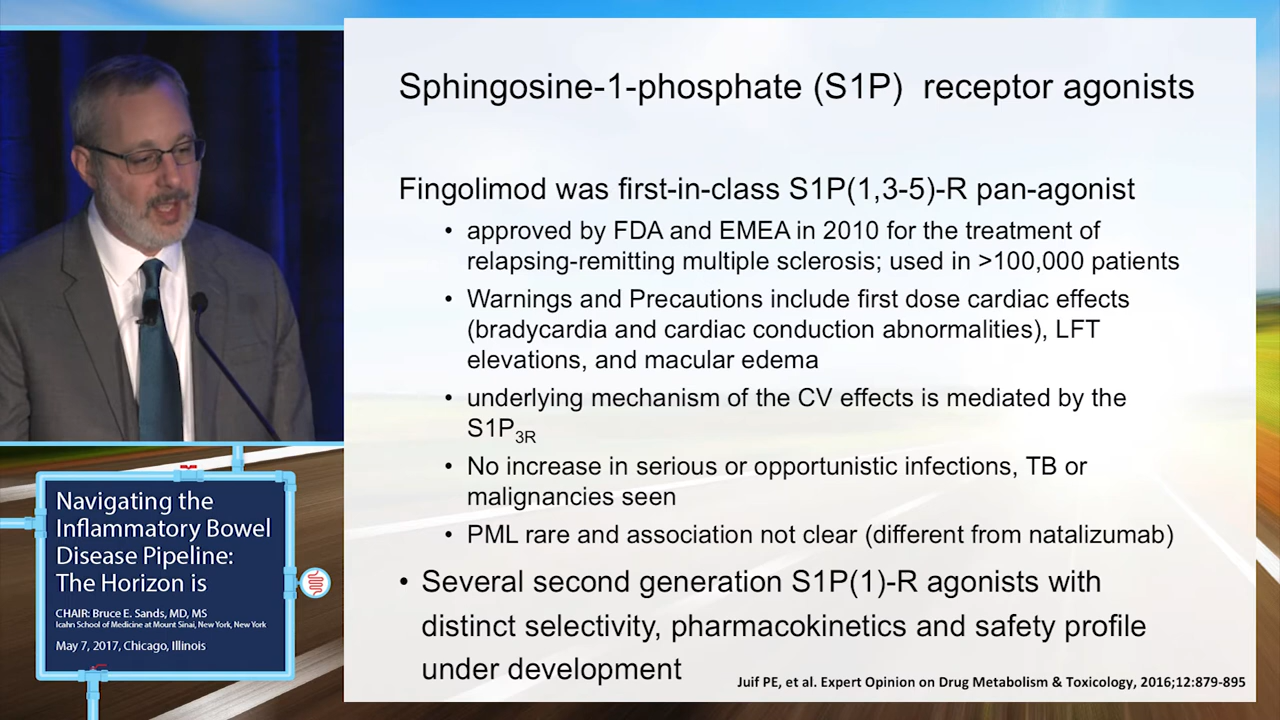 Sphingosine-1-phosphate (S1P) receptor agonists
Fingolimod was first-in-class S1P(1,3-5)-R pan-agonist
• approved by FDA and EMEA in 2010 for the treatment of
relapsing-remitting multiple sclerosis; used in >100,000 patients
• Warnings and Precautions include first dose cardiac effects
(bradycardia and cardiac conduction abnormalities), LFT
elevations, and macular edema
• underlying mechanism of the CV effects is mediated by the
S1P3R
• No increase in serious or opportunistic infections, TB or
malignancies seen
• PML rare and association not clear (different from natalizumab)
• Several second generation S1P(1)-R agonists with
distinct selectivity, pharmacokinetics and safety profile
under development
Juif PE, et al. Expert Opinion on Drug Metabolism & Toxicology, 2016;12:879-895
Navigating the
Inflammatory Bowel
Disease Pipeline:
The Horizon is
CHAIR: Bruce E. Sands, MD, MS
Icahn School of Medicine at Mount Sinai, New York, New York
May 7, 2017, Chicago, Illinois